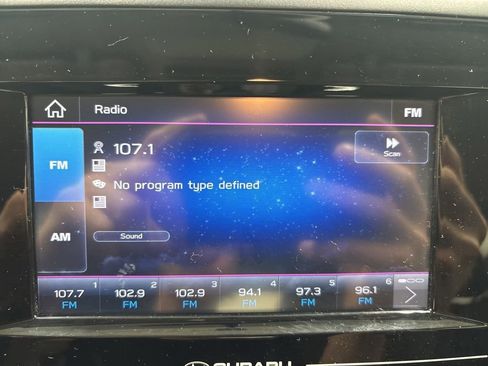 Radio FM
FM 107.1 Scan
No program type defined
AM Sound
1 2 3 4 5 6
107.7 102.9 102.9 94.1 97.3 96.1
FM FM FM FM FM FM
SUBARU